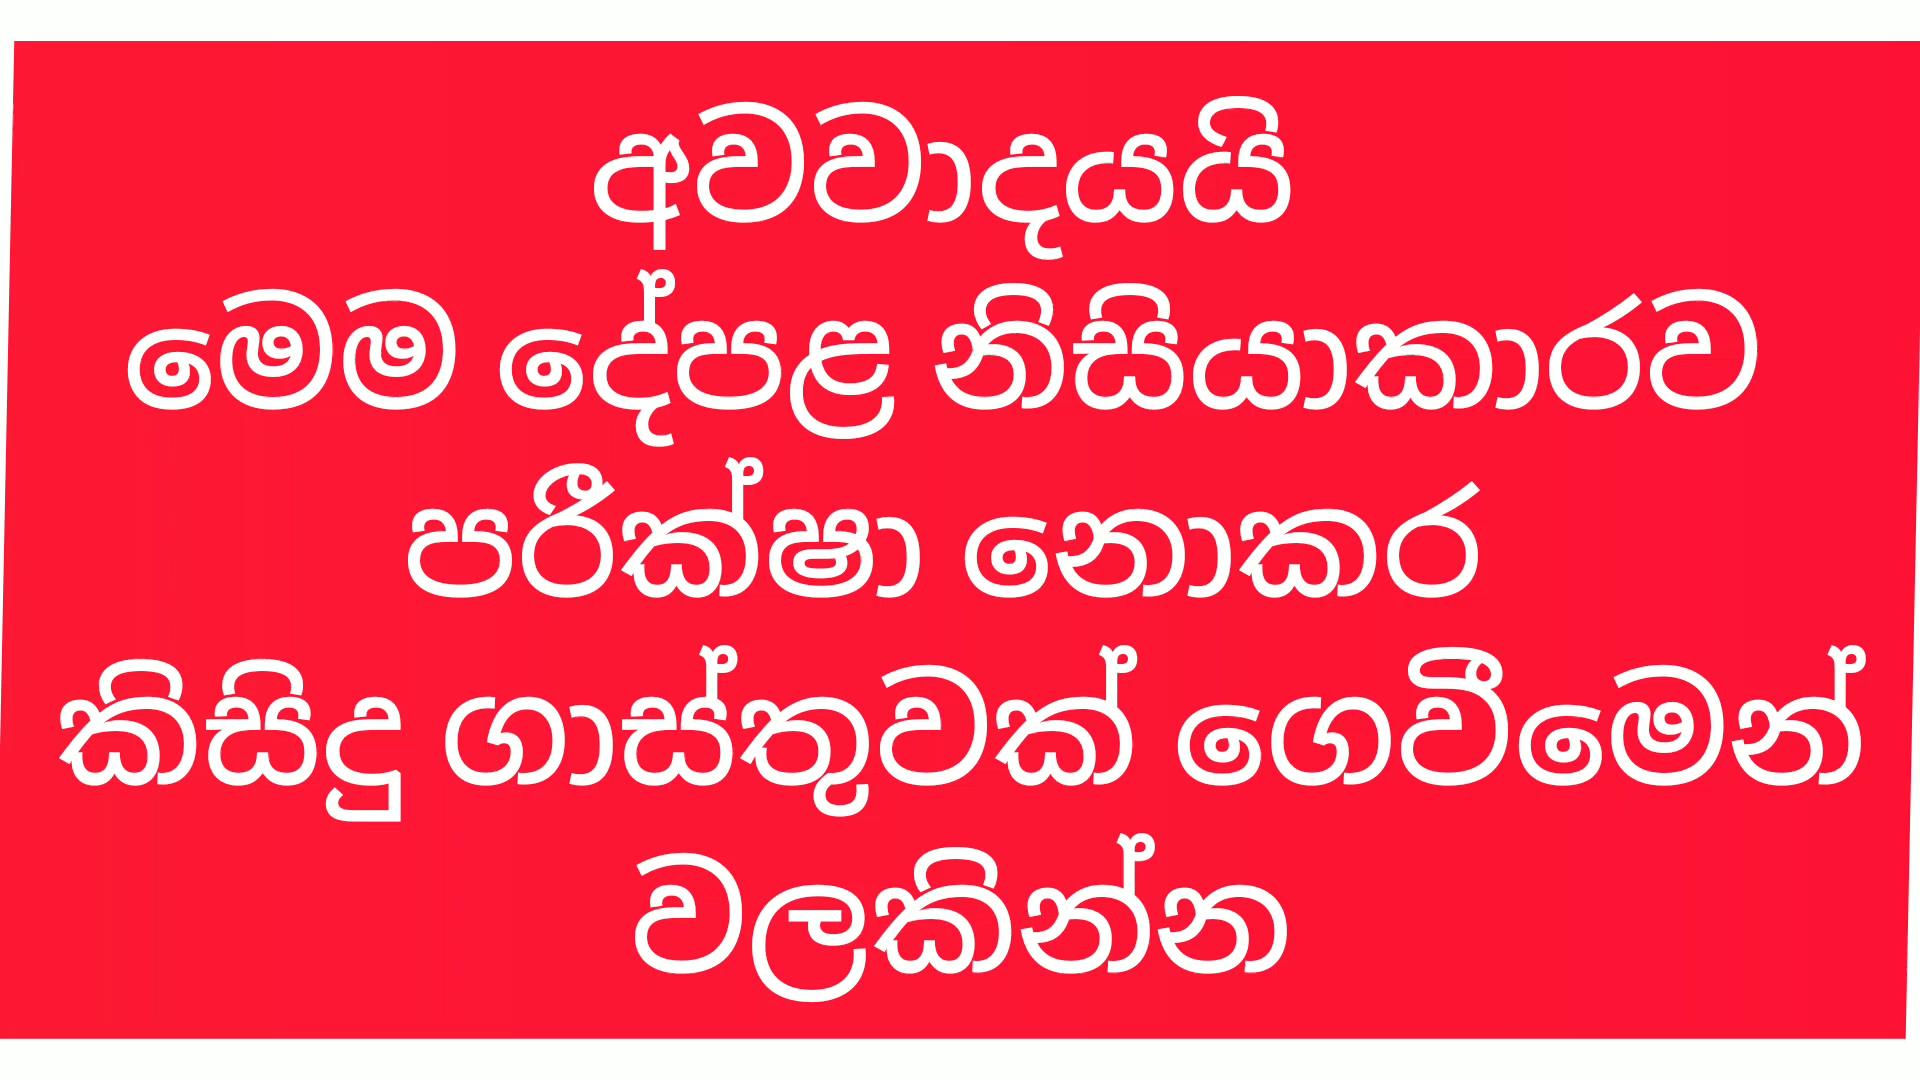 අවවාදයයි
මෙම දේපළ නිසියාකාරව
පරීක්ෂා නොකර
කිසිදු ගාස්තුවක් ගෙවීමෙන්
වලකින්න